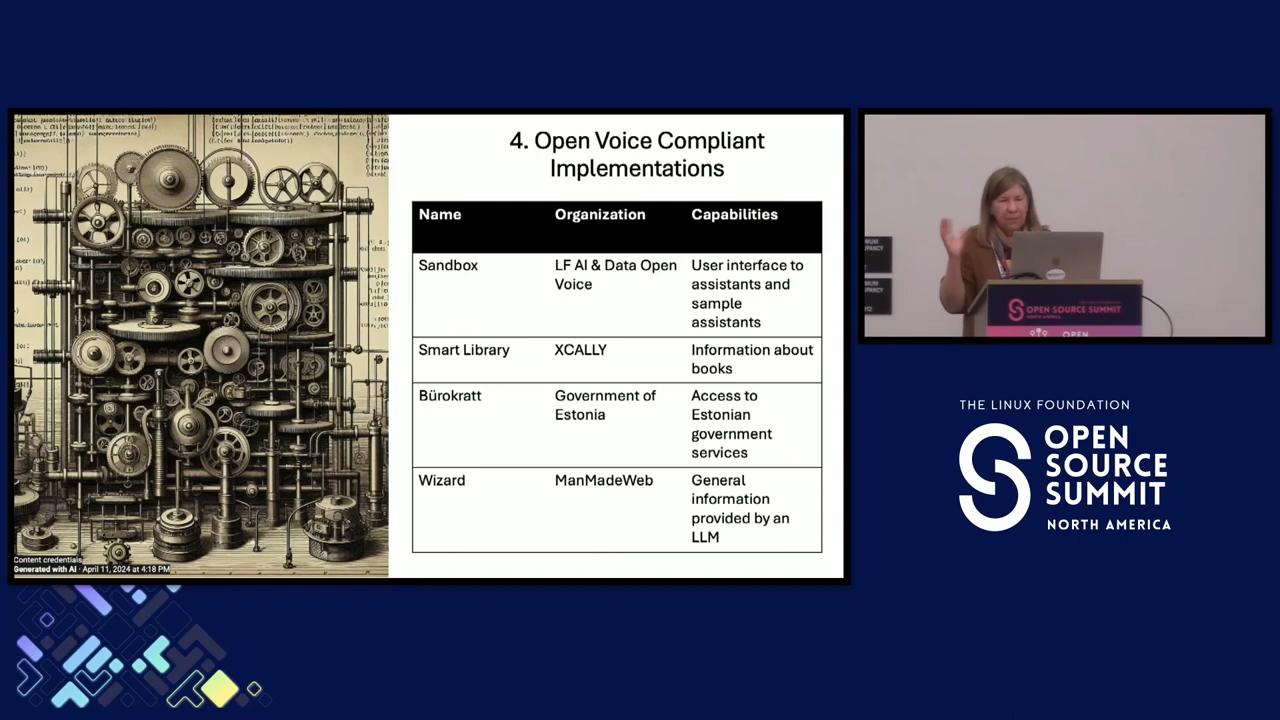 4. Open Voice Compliant
Implementations
Name Organization Capabilities
Sandbox LF AI & Data Open User interface to
Voice assistants and
sample
assistants
Smart Library XCALLY Information about
books
Bürokratt Government of Access to
Estonia Estonian
government
services
Wizard ManMadeWeb General
information
provided by an
LLM
Content credentials
Generated with AI · April 11, 2024 at 4:18 PM
OPEN SOURCE SUMMIT
NORTH AMERICA
OPEN
THE LINUX FOUNDATION
OPEN
SOURCE
SUMMIT
NORTH AMERICA